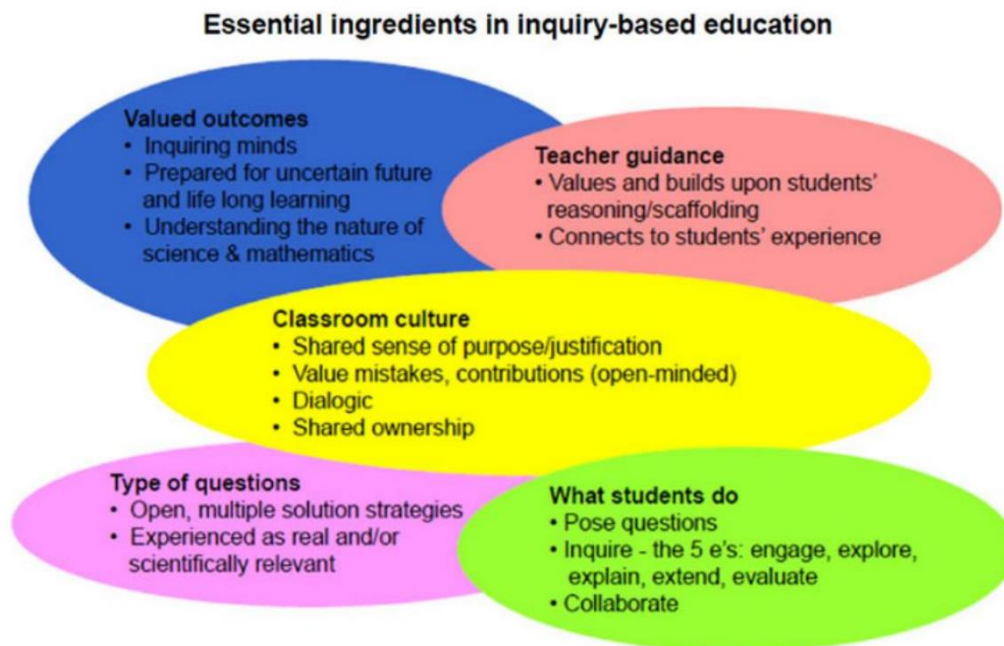 Essential ingredients in inquiry-based education
Valued outcomes
• Inquiring minds
• Prepared for uncertain future
and life long learning
• Understanding the nature of
science & mathematics
Teacher guidance
• Values and builds upon students'
reasoning/scaffolding
• Connects to students' experience
Classroom culture
• Shared sense of purpose/justification
• Value mistakes, contributions (open-minded)
• Dialogic
• Shared ownership
Type of questions
• Open, multiple solution strategies
• Experienced as real and/or
scientifically relevant
What students do
• Pose questions
• Inquire - the 5 e's: engage, explore,
explain, extend, evaluate
• Collaborate